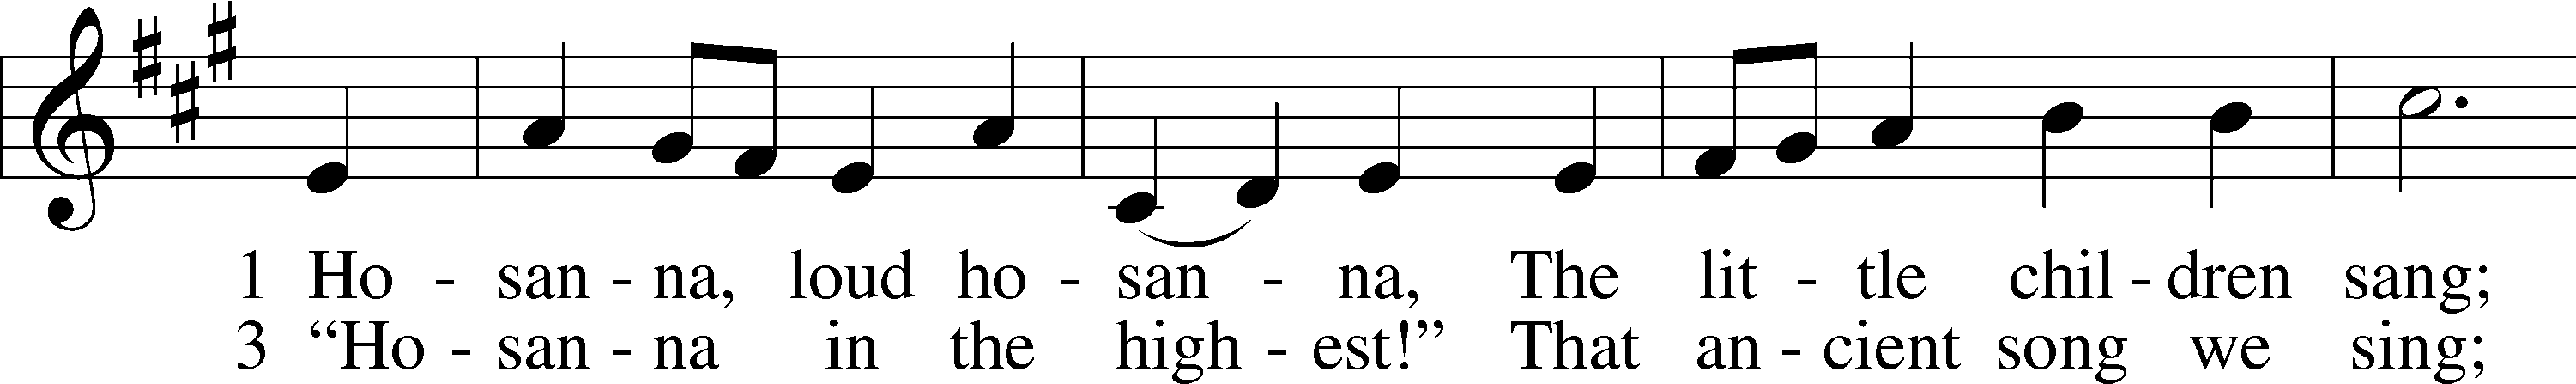 1 Ho - san - na, loud ho - san - na, The lit - tle chil - dren sang;
3 “Ho - san - na in the high - est!” That an - cient song we sing;